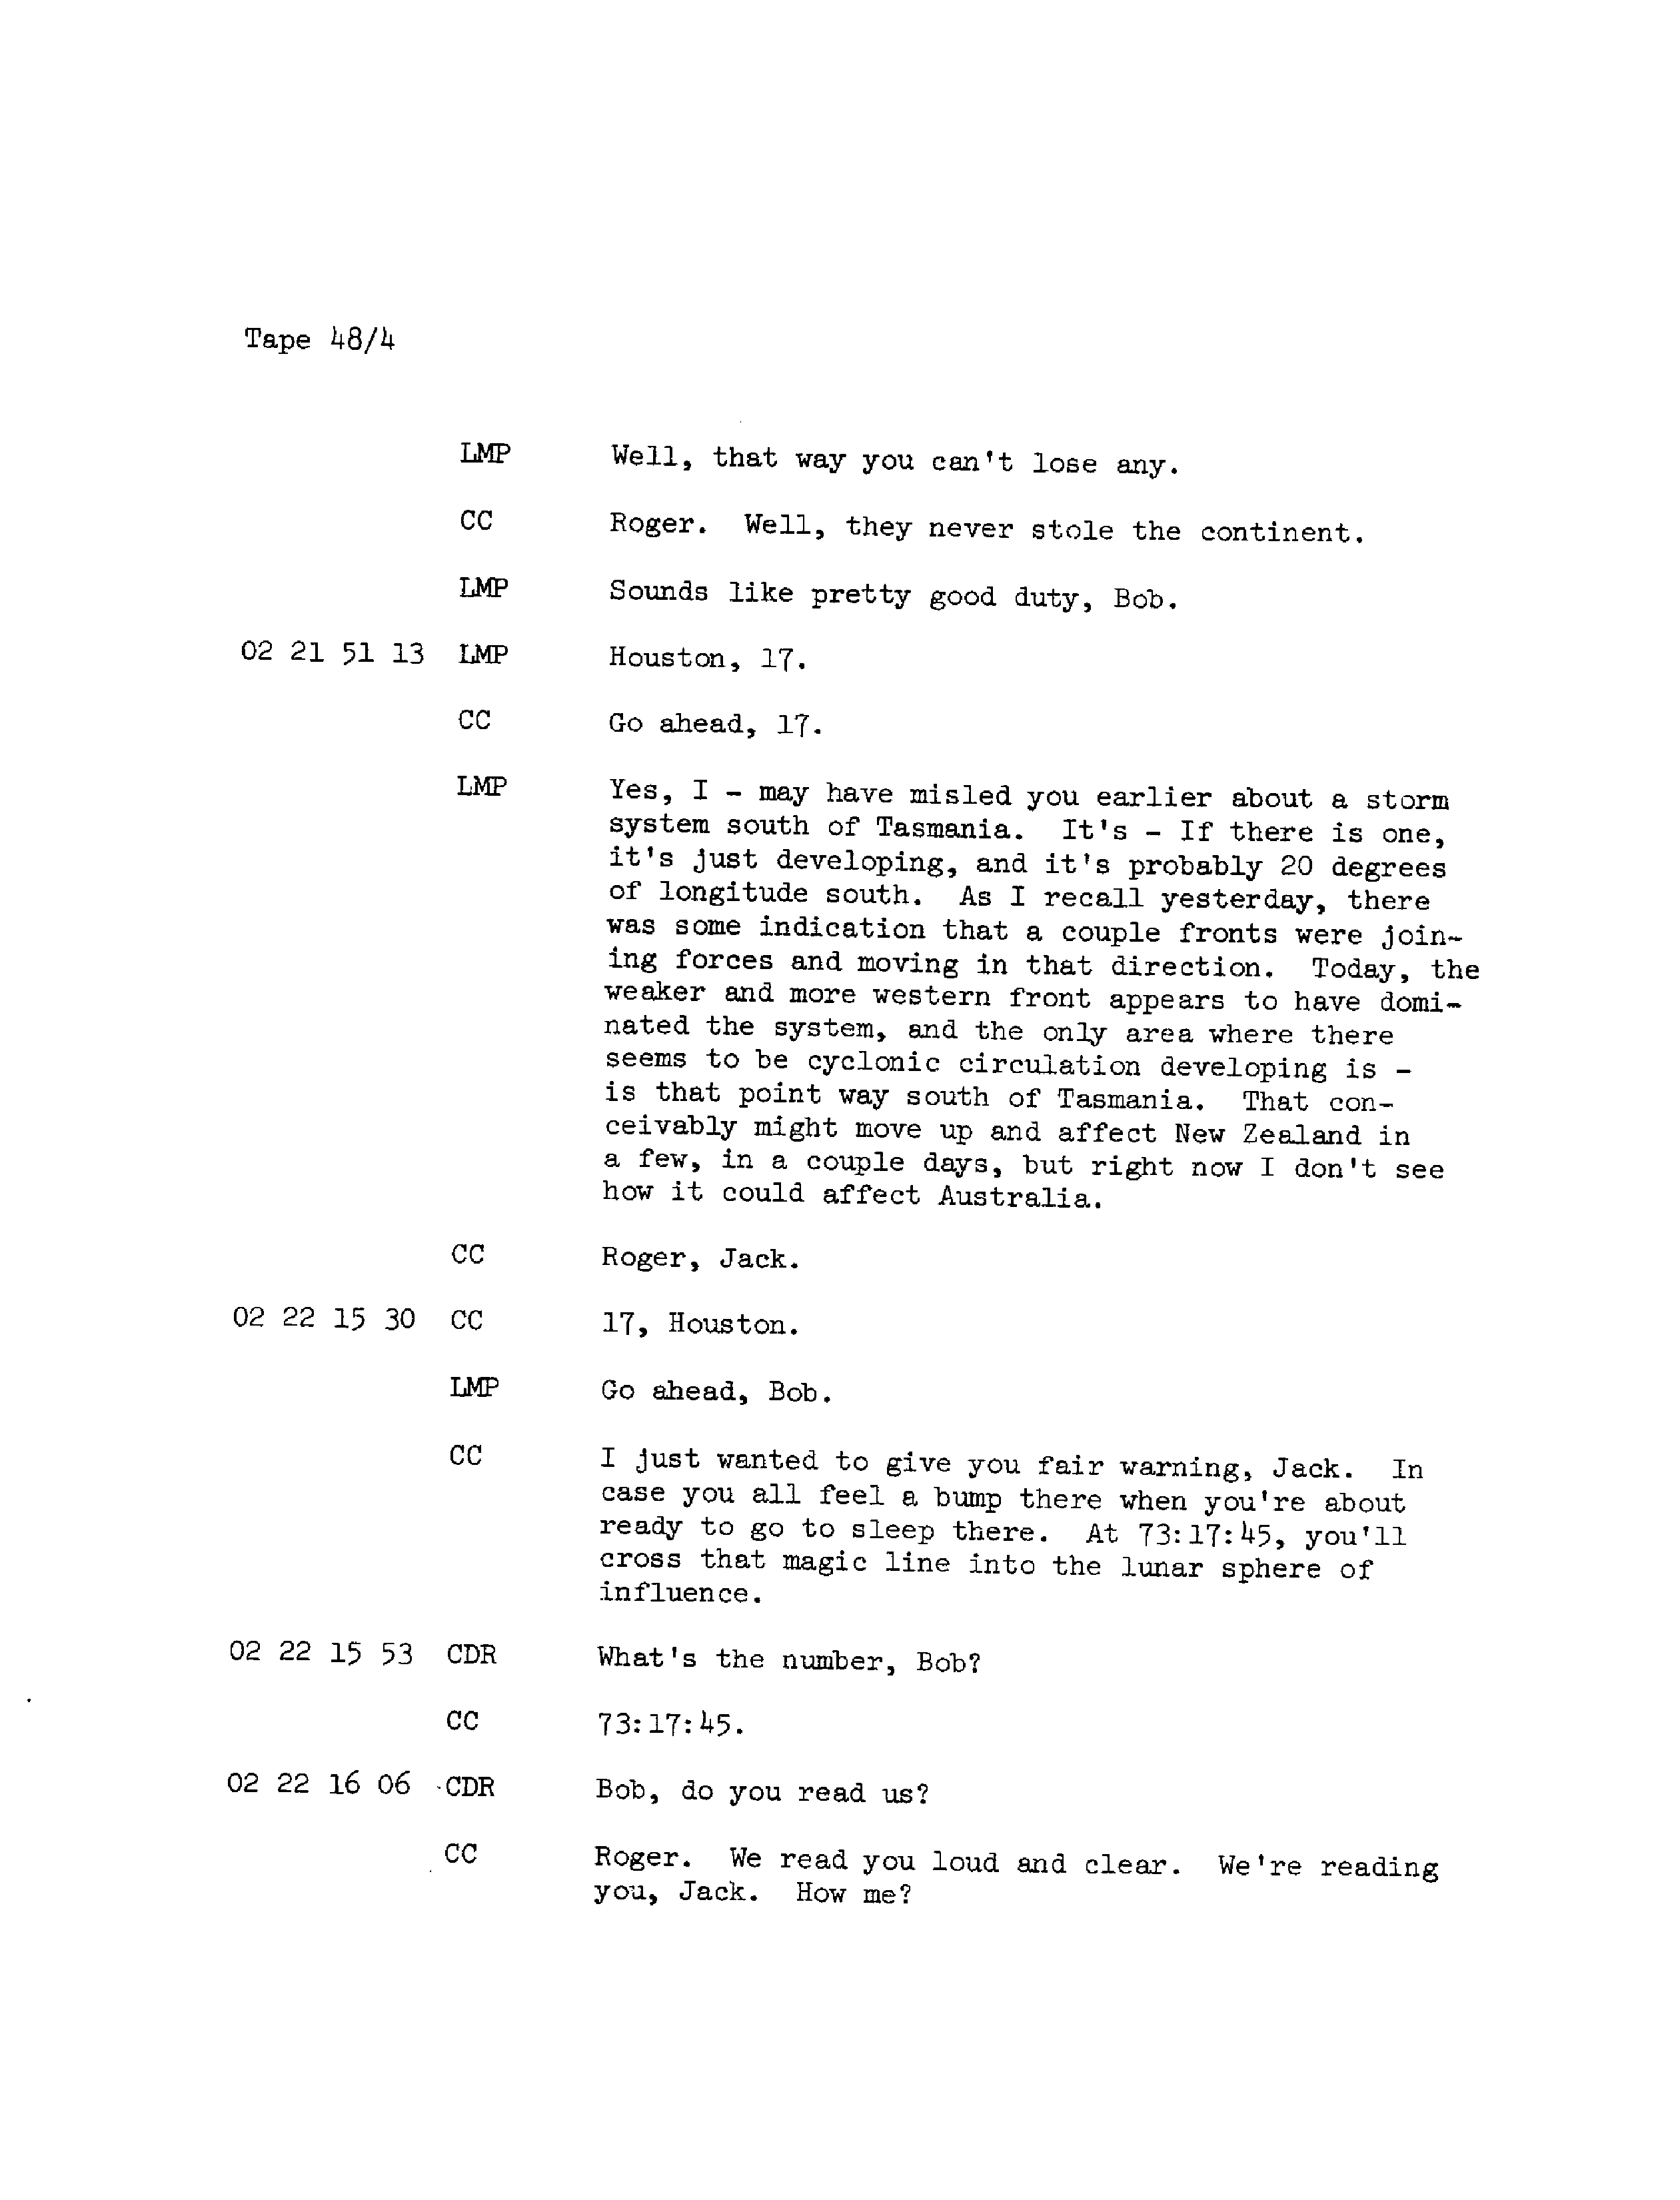 Tape 48/4
LMP Well, that way you can't lose any.
CC Roger. Well, they never stole the continent.
LMP Sounds like pretty good duty, Bob.
02 21 51 13 LMP Houston, 17.
CC Go ahead, 17.
LMP Yes, I - may have misled you earlier about a storm
system south of Tasmania. It's - If there is one,
it's just developing, and it's probably 20 degrees
of longitude south. As I recall yesterday, there
was some indication that a couple fronts were join-
ing forces and moving in that direction. Today, the
weaker and more western front appears to have domi-
nated the system, and the only area where there
seems to be cyclonic circulation developing is -
is that point way south of Tasmania. That con-
ceivably might move up and affect New Zealand in
a few, in a couple days, but right now I don't see
how it could affect Australia.
CC Roger, Jack.
02 22 15 30 CC 17, Houston.
LMP Go ahead, Bob.
CC I just wanted to give you fair warning, Jack. In
case you all feel a bump there when you're about
ready to go to sleep there. At 73:17:45, you'll
cross that magic line into the lunar sphere of
influence.
02 22 15 53 CDR What's the number, Bob?
CC 73:17:45.
02 22 16 06 CDR Bob, do you read us?
CC Roger. We read you loud and clear. We're reading
you, Jack. How me?